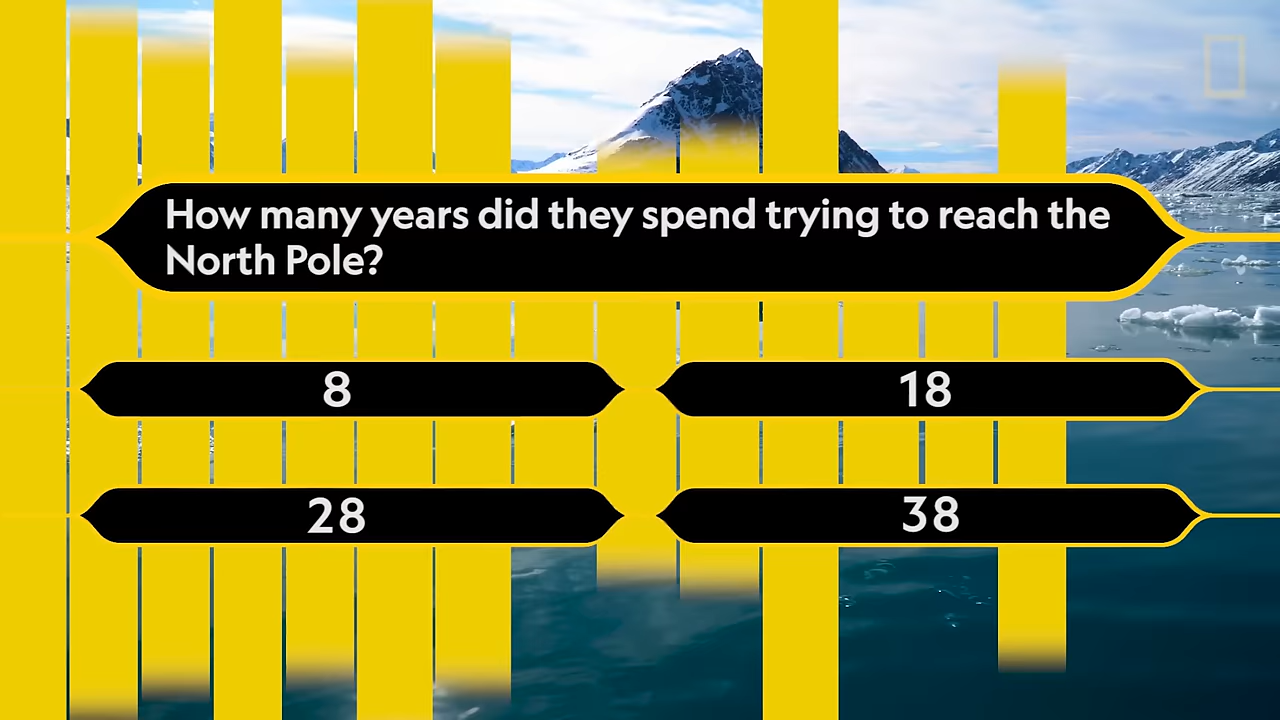 How many years did they spend trying to reach the
North Pole?
8
18
28
38